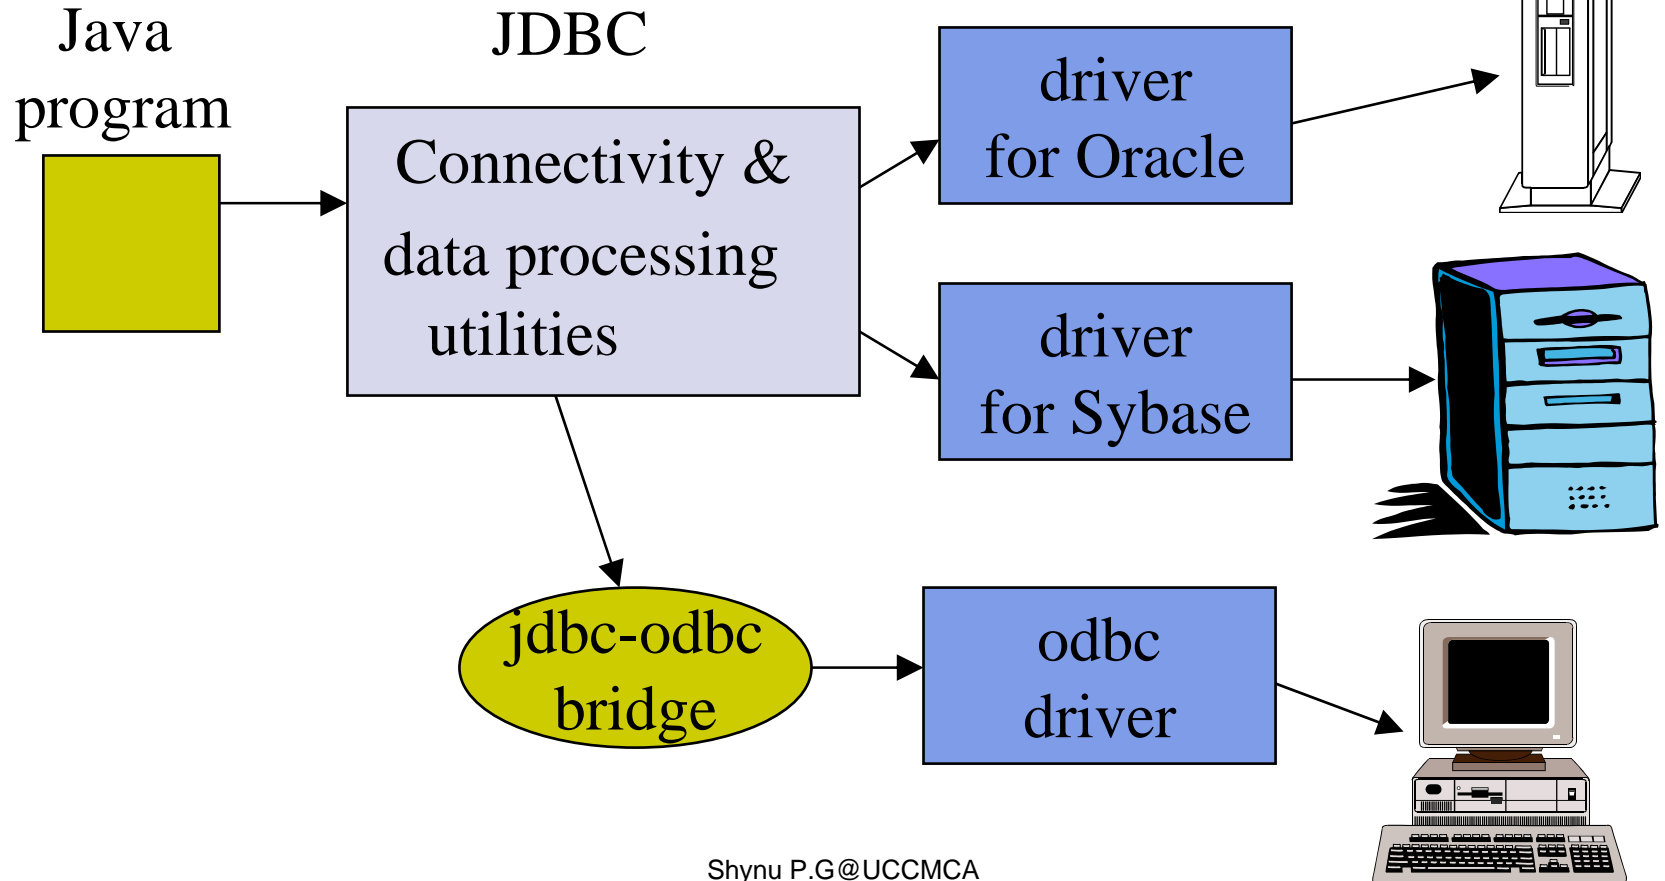 Java
program
JDBC
Connectivity &
data processing
utilities
driver
for Oracle
driver
for Sybase
jdbc-odbc
bridge
odbc
driver
Shynu P.G@UCCMCA